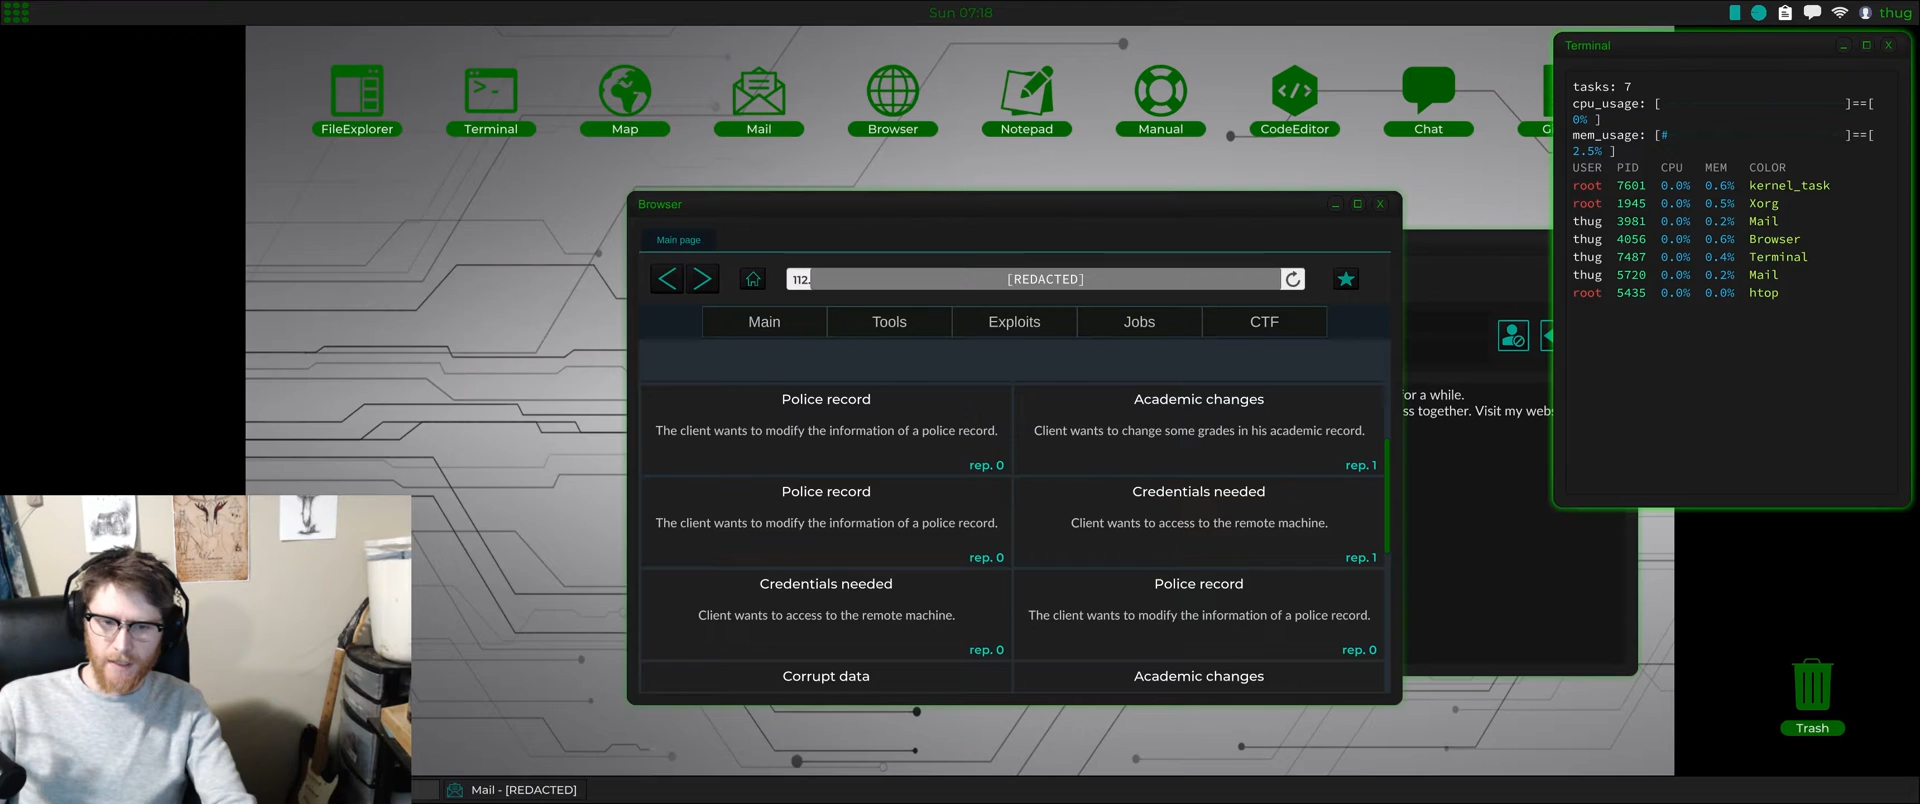 Sun 07:18
thug
FileExplorer
Terminal
Map
Mail
Browser
Notepad
Manual
CodeEditor
Chat
Terminal
tasks: 7
cpu_usage: [ ]==[
0% ]
mem_usage: [# ]==[
2.5% ]
USER PID CPU MEM COLOR
root 7601 0.0% 0.6% kernel_task
root 1945 0.0% 0.5% Xorg
thug 3981 0.0% 0.2% Mail
thug 4056 0.0% 0.6% Browser
thug 7487 0.0% 0.4% Terminal
thug 5720 0.0% 0.2% Mail
root 5435 0.0% 0.0% htop
Browser
Main page
112. [REDACTED]
Main Tools Exploits Jobs CTF
Police record
The client wants to modify the information of a police record.
rep. 0
Academic changes
Client wants to change some grades in his academic record.
rep. 1
Police record
The client wants to modify the information of a police record.
rep. 0
Credentials needed
Client wants to access to the remote machine.
rep. 1
Credentials needed
Client wants to access to the remote machine.
rep. 0
Police record
The client wants to modify the information of a police record.
rep. 0
Corrupt data
Academic changes
for a while.
together. Visit my
Trash
Mail - [REDACTED]